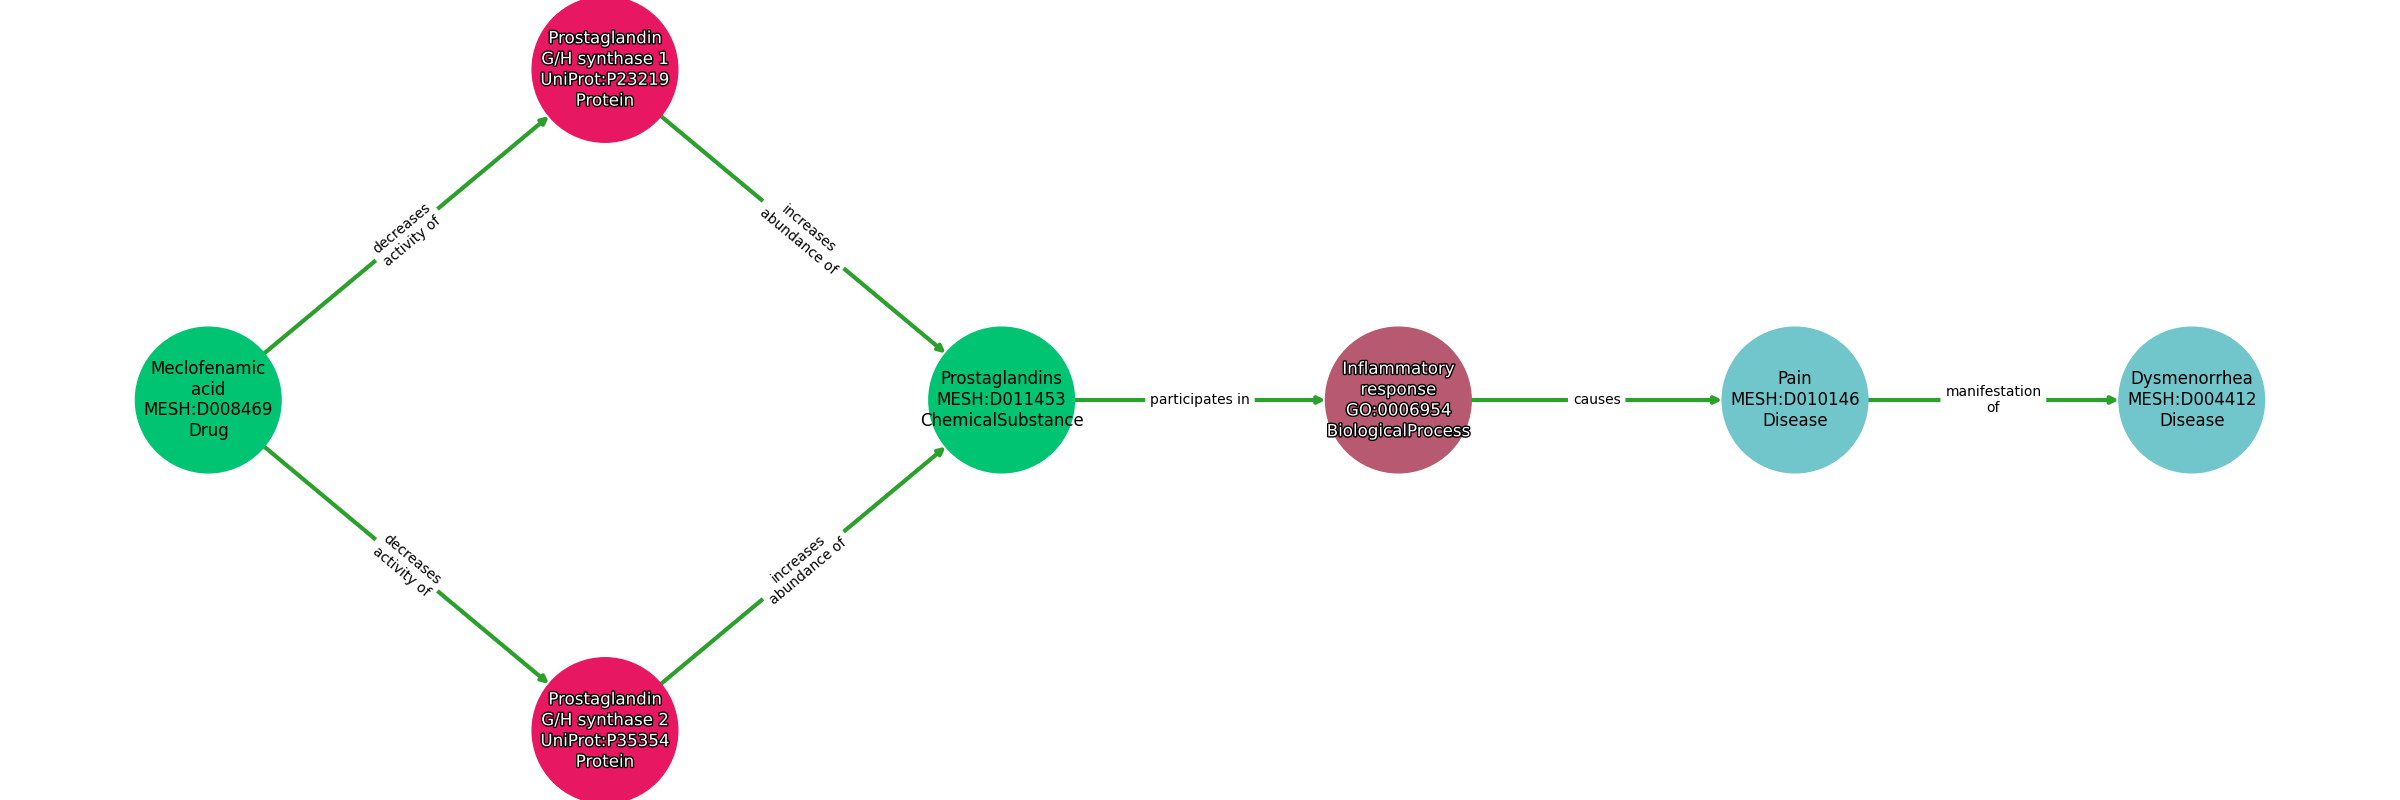 Prostaglandin
G/H synthase 1
UniProt:P23219
Protein
decreases
activity of
increases
abundance of
Meclofenamic
acid
MESH:D008469
Drug
Prostaglandins
MESH:D011453
ChemicalSubstance
participates in
Inflammatory
response
GO:0006954
BiologicalProcess
causes
Pain
MESH:D010146
Disease
manifestation
of
Dysmenorrhea
MESH:D004412
Disease
decreases
activity of
increases
abundance of
Prostaglandin
G/H synthase 2
UniProt:P35354
Protein